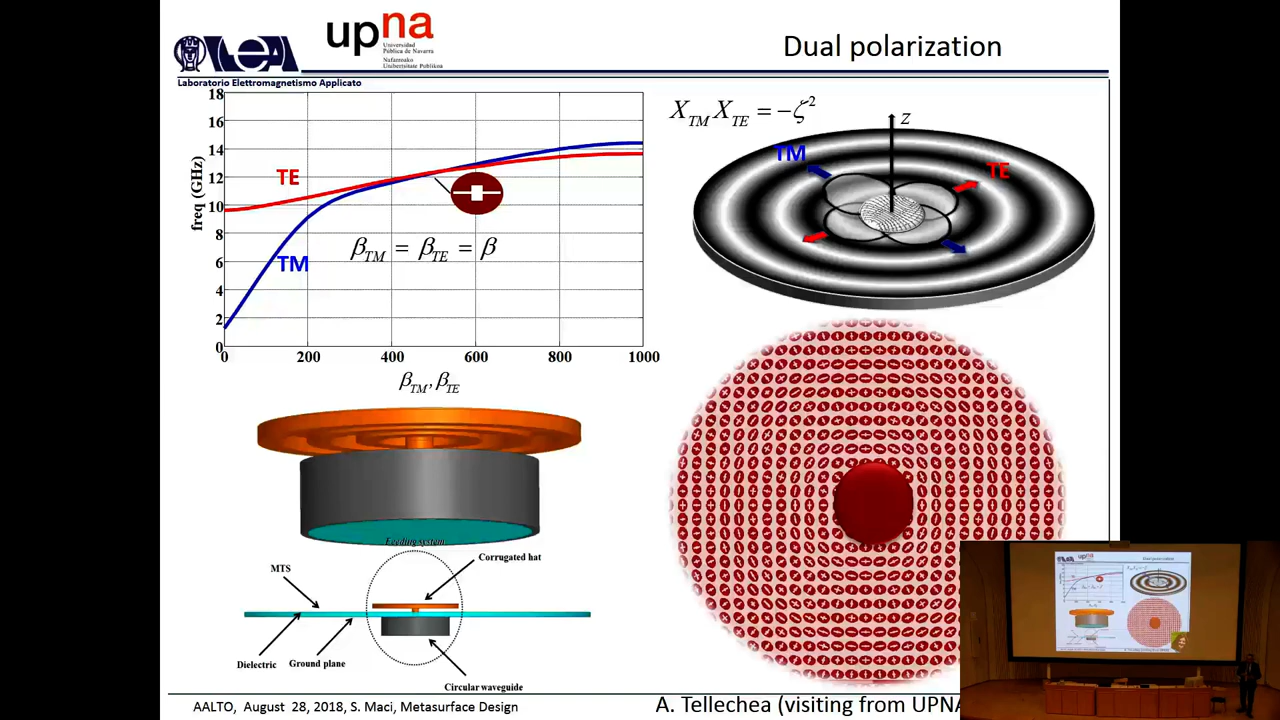 upna
Universidad
Pública de Navarra
Nafarroako
Unibertsitate Publikoa
Dual polarization
LEA
Laboratorio Elettromagnetismo Applicato
18
16
14
12
10
8
6
4
2
0
freq (GHz)
TE
TM
β_TM = β_TE = β
0 200 400 600 800 1000
β_TM, β_TE
X_TM X_TE = −ζ²
z
TM
TE
Feeding system
Corrugated hat
MTS
Dielectric
Ground plane
Circular waveguide
AALTO, August 28, 2018, S. Maci, Metasurface Design
A. Tellechea (visiting from UPNA